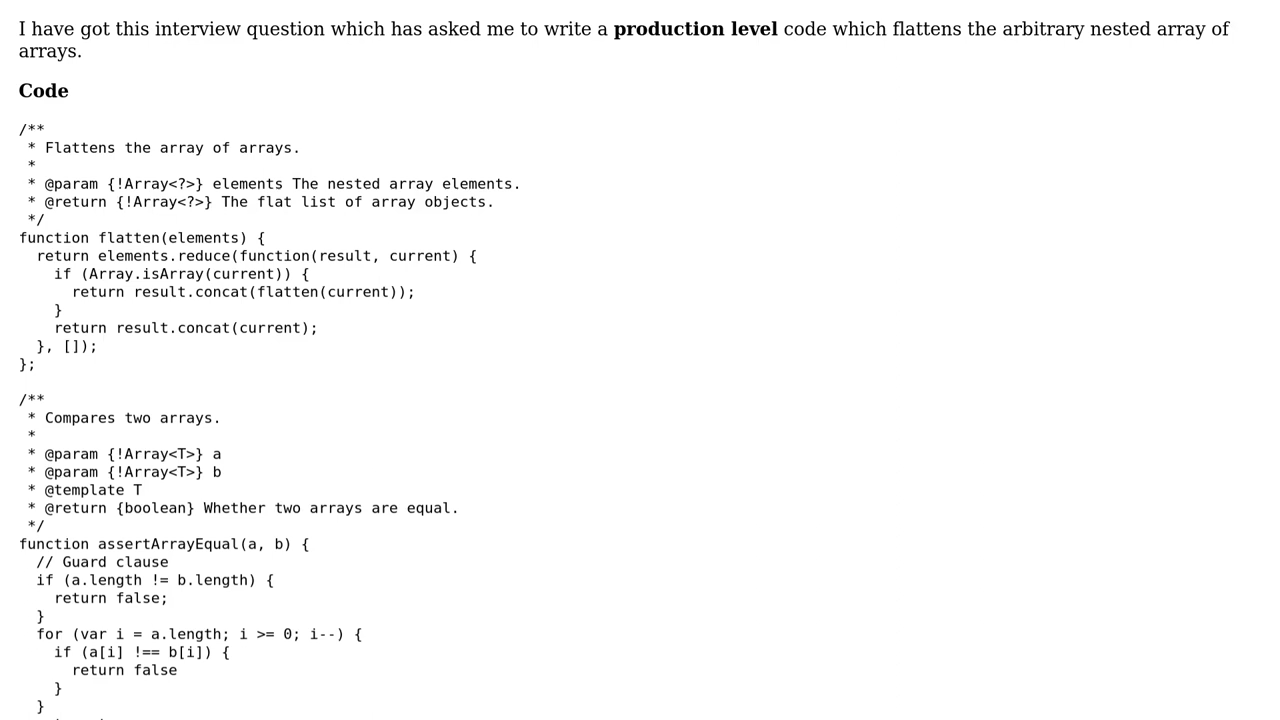 I have got this interview question which has asked me to write a production level code which flattens the arbitrary nested array of
arrays.
Code
/**
 * Flattens the array of arrays.
 *
 * @param {!Array<?>} elements The nested array elements.
 * @return {!Array<?>} The flat list of array objects.
 */
function flatten(elements) {
  return elements.reduce(function(result, current) {
    if (Array.isArray(current)) {
      return result.concat(flatten(current));
    }
    return result.concat(current);
  }, []);
};
/**
 * Compares two arrays.
 *
 * @param {!Array<T>} a
 * @param {!Array<T>} b
 * @template T
 * @return {boolean} Whether two arrays are equal.
 */
function assertArrayEqual(a, b) {
  // Guard clause
  if (a.length != b.length) {
    return false;
  }
  for (var i = a.length; i >= 0; i--) {
    if (a[i] !== b[i]) {
      return false
    }
  }